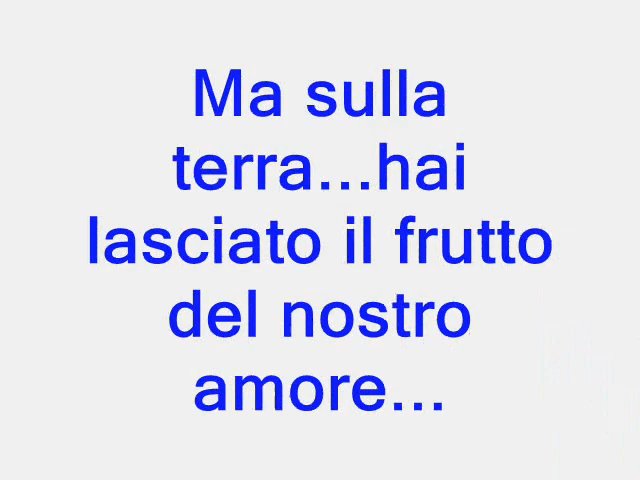 Ma sulla
terra...hai
lasciato il frutto
del nostro
amore...